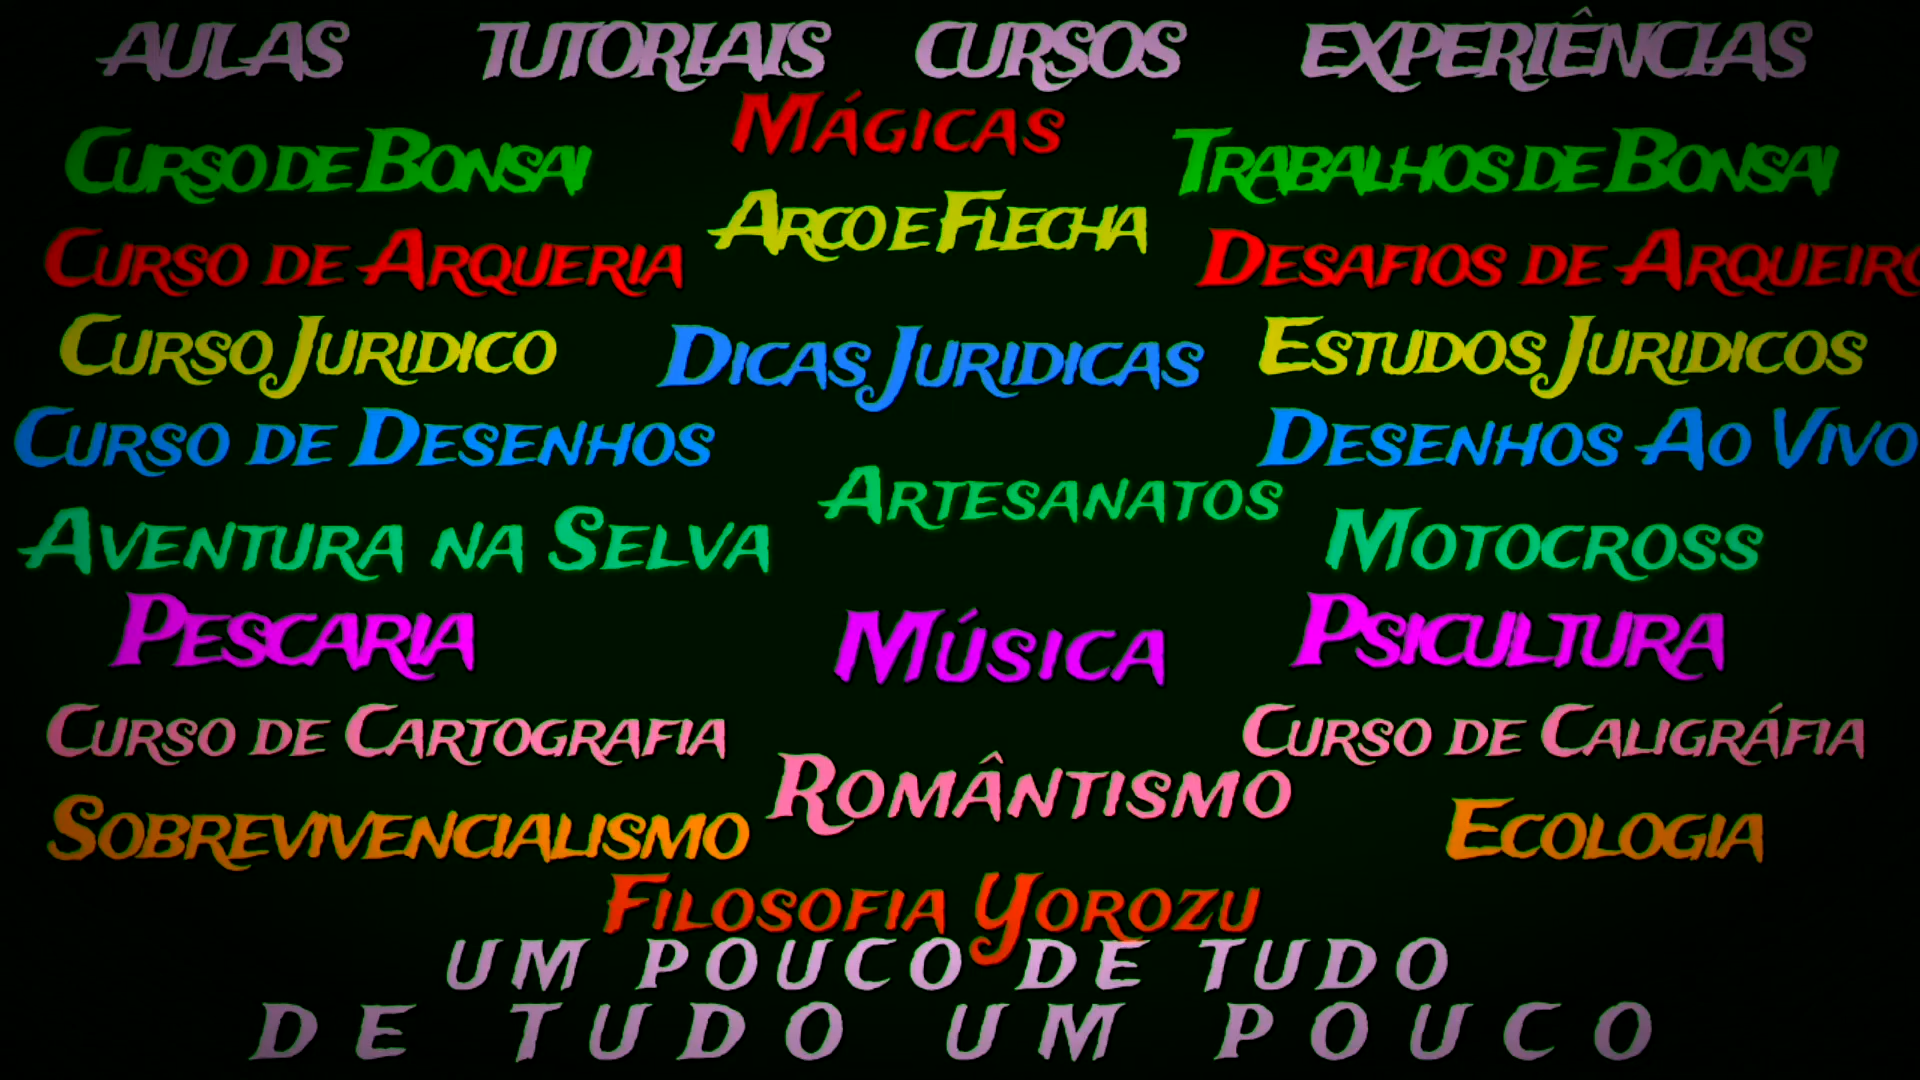 AULAS TUTORIAIS CURSOS EXPERIÊNCIAS
MÁGICAS
CURSO DE BONSAI TRABALHOS DE BONSAI
ARCO E FLECHA
CURSO DE ARQUERIA DESAFIOS DE ARQUEIRO
CURSO JURIDICO DICAS JURIDICAS ESTUDOS JURIDICOS
CURSO DE DESENHOS DESENHOS AO VIVO
ARTESANATOS
AVENTURA NA SELVA MOTOCROSS
PESCARIA MÚSICA PSICULTURA
CURSO DE CARTOGRAFIA CURSO DE CALIGRÁFIA
ROMÂNTISMO
SOBREVIVENCIALISMO ECOLOGIA
FILOSOFIA YOROZU
UM POUCO DE TUDO
DE TUDO UM POUCO